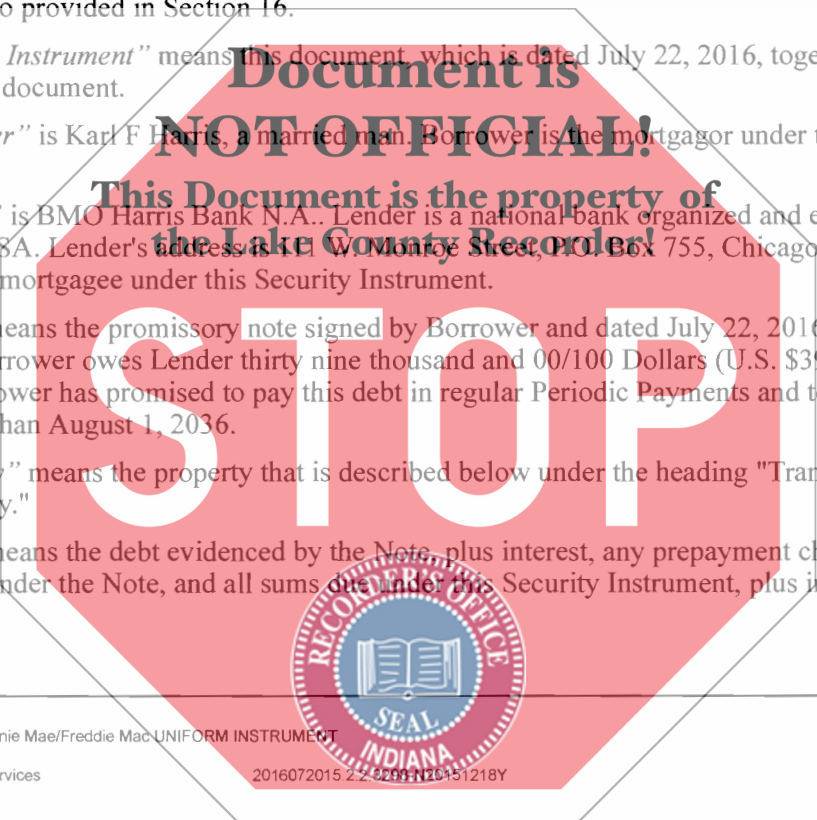 o provided in Section 16.
Instrument” means this document, which is dated July 22, 2016, toge
document.
r” is Karl F Harris, a married man. Borrower is the mortgagor under t
” is BMO Harris Bank N.A.. Lender is a national bank organized and e
SA. Lender's address is 111 W. Monroe Street, P.O. Box 755, Chicago
mortgagee under this Security Instrument.
neans the promissory note signed by Borrower and dated July 22, 2016
rrower owes Lender thirty nine thousand and 00/100 Dollars (U.S. $39
ower has promised to pay this debt in regular Periodic Payments and t
han August 1, 2036.
y” means the property that is described below under the heading "Tran
y."
neans the debt evidenced by the Note, plus interest, any prepayment ch
nder the Note, and all sums due under this Security Instrument, plus i
nie Mae/Freddie Mac UNIFORM INSTRUMENT
rvices
2016072015.2.2.8298-N20151218Y
Document is
NOT OFFICIAL!
This Document is the property of
the Lake County Recorder!
STOP
RECORDER'S OFFICE
SEAL
INDIANA